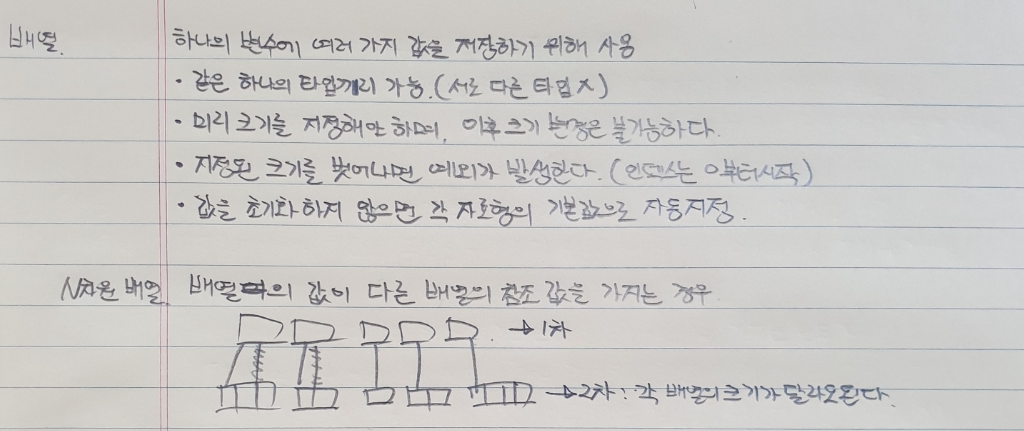 배열. 하나의 변수에 여러 가지 값을 저장하기 위해 사용
· 같은 하나의 타입끼리 가능. (서로 다른 타입 X)
· 미리 크기를 지정해야 하며, 이후 크기 변경은 불가능하다.
· 지정된 크기를 벗어나면 예외가 발생한다. (인덱스는 0부터 시작)
· 값을 초기화 하지 않으면 각 자료형의 기본값으로 자동지정.
N차원 배열 배열의 값이 다른 배열의 참조 값을 가지는 경우
→ 1차
→ 2차 : 각 배열의 크기가 달라도된다.